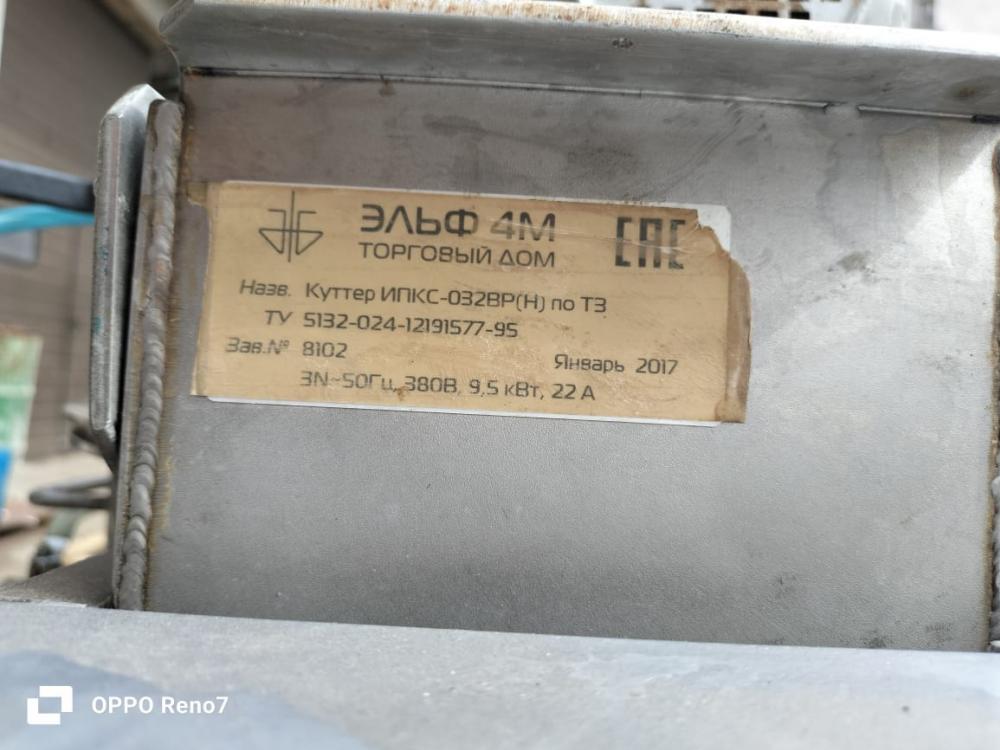 ЭЛЬФ 4М
ТОРГОВЫЙ ДОМ
ЕАС
Назв. Куттер ИПКС-032ВР(Н) по ТЗ
ТУ 5132-024-12191577-95
Зав.№ 8102
Январь 2017
3N~50Гц, 380В, 9,5 кВт, 22 А
OPPO Reno7